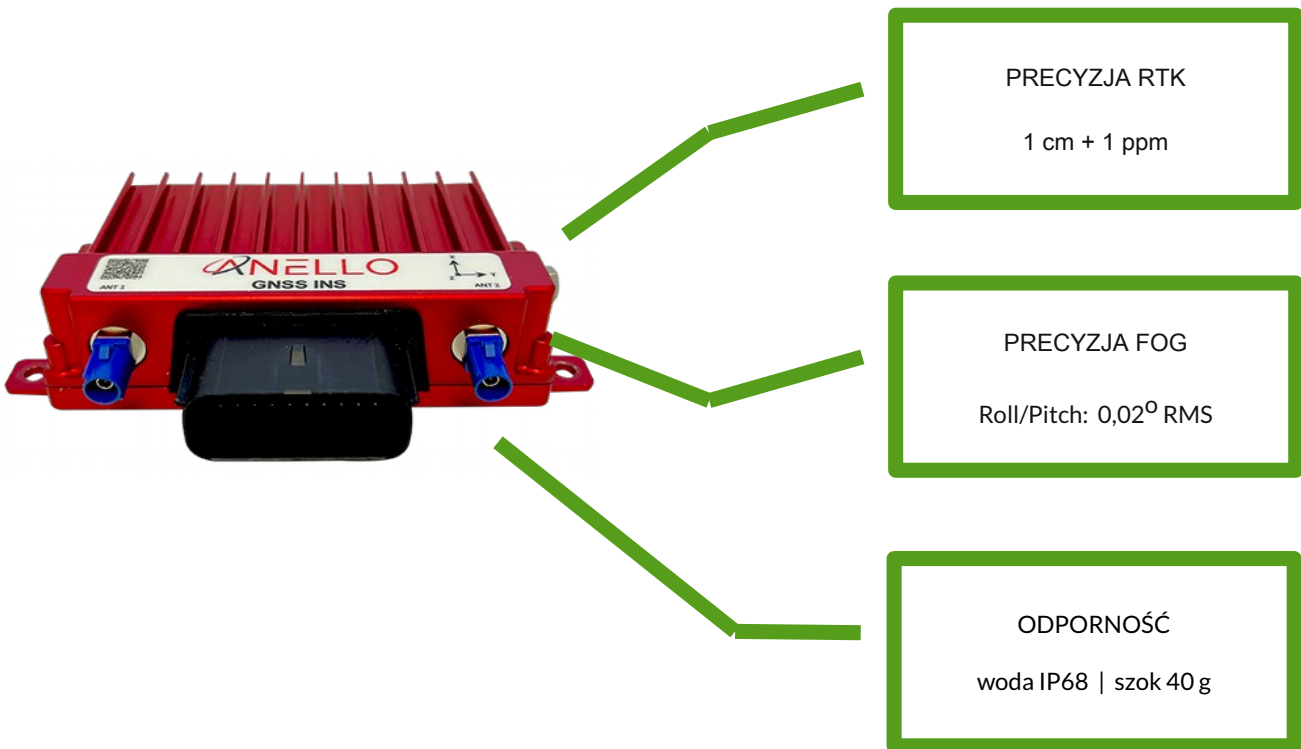 PRECYZJA RTK
1 cm + 1 ppm
ANELLO
GNSS INS
ANT 1
ANT 2
X
Z
Y
PRECYZJA FOG
Roll/Pitch: 0,02⁰ RMS
ODPORNOŚĆ
woda IP68 | szok 40 g